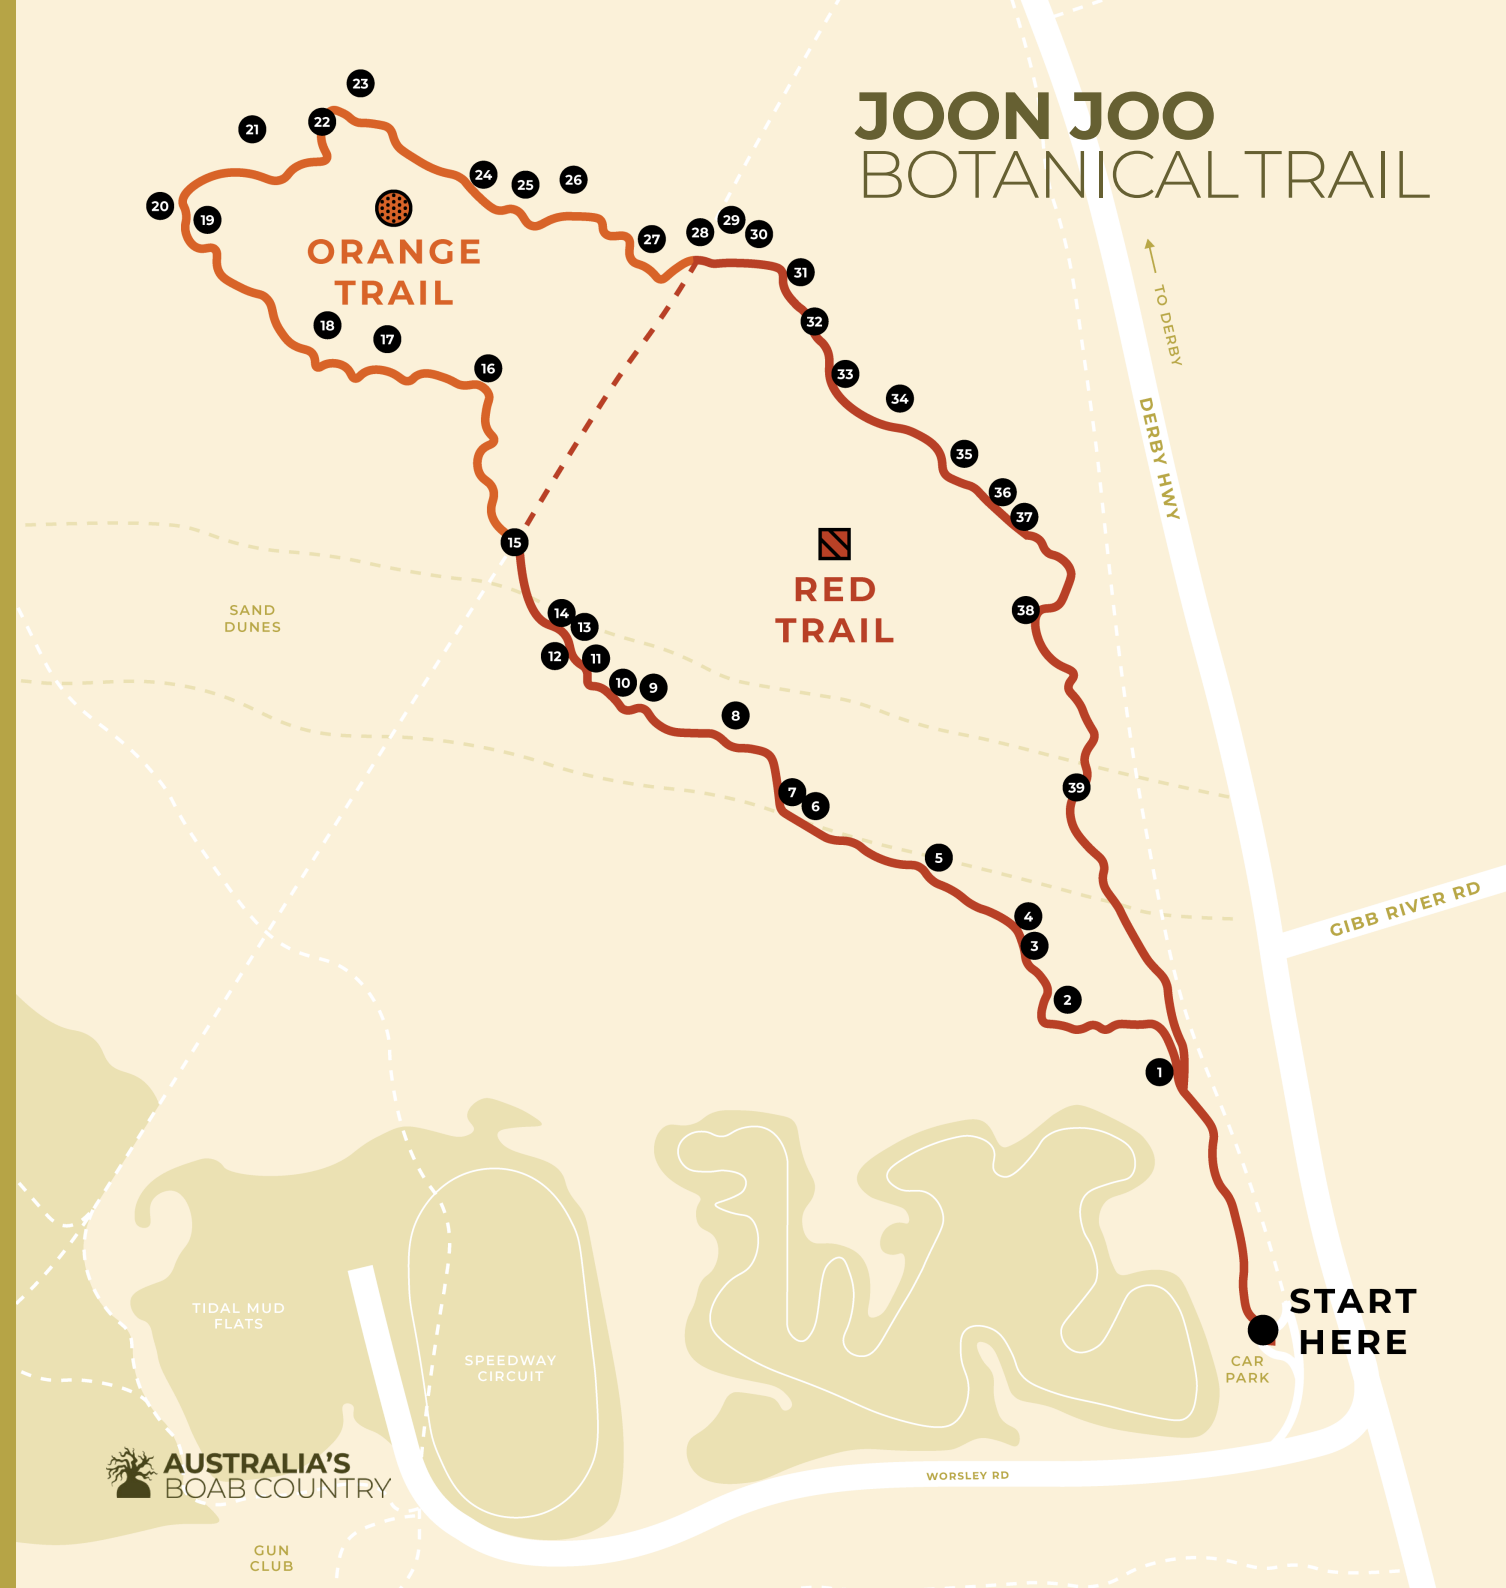 JOON JOO
BOTANICAL TRAIL
23
22
21
20
19
24
25
26
27
28
29
30
31
ORANGE
TRAIL
TO DERBY
18
17
16
32
33
34
DERBY HWY
35
36
37
15
RED
TRAIL
SAND
DUNES
38
14
13
12
11
10
9
8
39
7
6
5
4
3
2
GIBB RIVER RD
1
START
HERE
CAR
PARK
TIDAL MUD
FLATS
SPEEDWAY
CIRCUIT
AUSTRALIA'S
BOAB COUNTRY
WORSLEY RD
GUN
CLUB